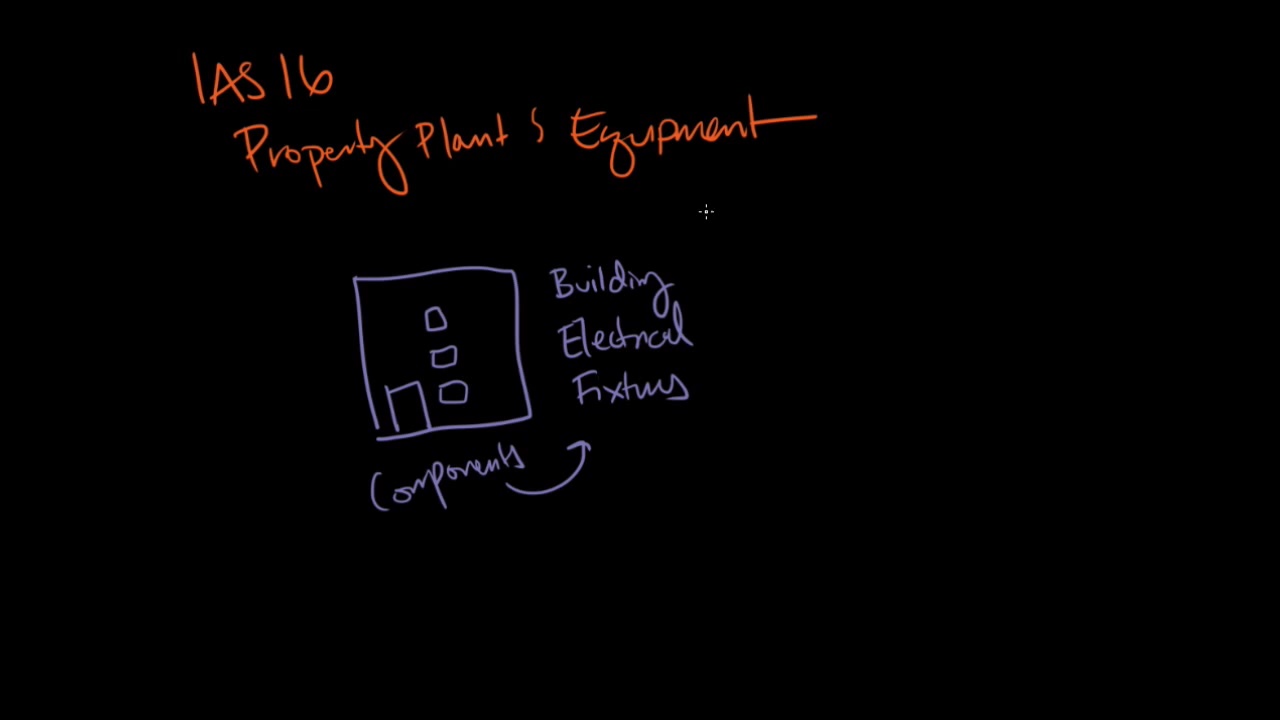 IAS 16
Property Plant & Equipment
Building
Electrical
Fixtures
Components